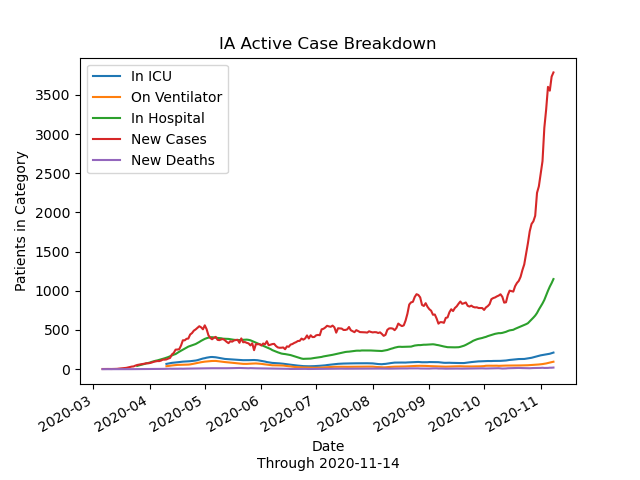 IA Active Case Breakdown
In ICU
On Ventilator
In Hospital
New Cases
New Deaths
Patients in Category
3500
3000
2500
2000
1500
1000
500
0
2020-03
2020-04
2020-05
2020-06
2020-07
2020-08
2020-09
2020-10
2020-11
Date
Through 2020-11-14